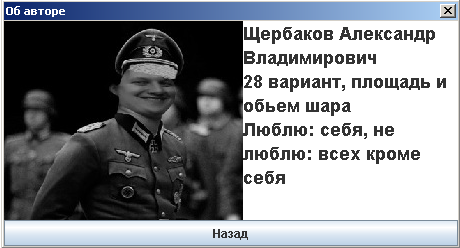 Об авторе
Щербаков Александр
Владимирович
28 вариант, площадь и
обьем шара
Люблю: себя, не
люблю: всех кроме
себя
Назад